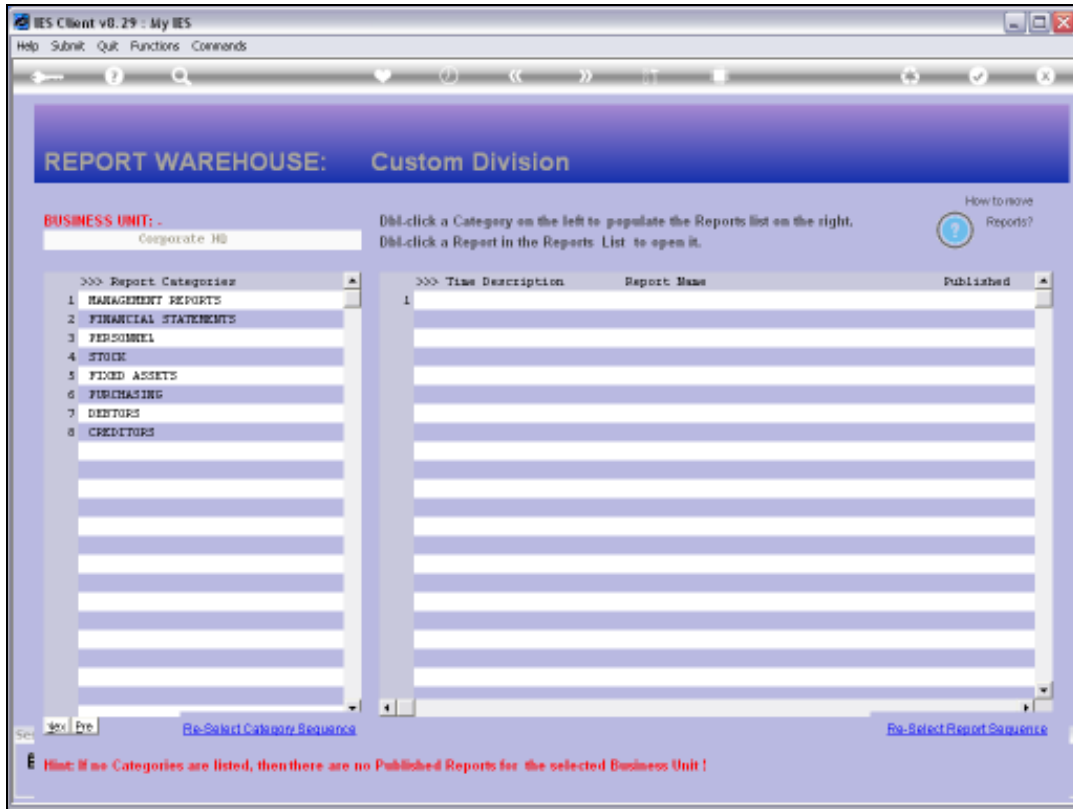 IES Client v8.29 : My IES
Help Submit Quit Functions Commands
REPORT WAREHOUSE: Custom Division
How to move
Reports?
BUSINESS UNIT: -
Corporate HQ
Dbl-click a Category on the left to populate the Reports list on the right.
Dbl-click a Report in the Reports List to open it.
>>> Report Categories
1 MANAGEMENT REPORTS
2 FINANCIAL STATEMENTS
3 PERSONNEL
4 STOCK
5 FIXED ASSETS
6 PURCHASING
7 DEBTORS
8 CREDITORS
>>> Time Description Report Name Published
1
Pre
Re-Select Category Sequence
Re-Select Report Sequence
Hint: If no Categories are listed, then there are no Published Reports for the selected Business Unit !